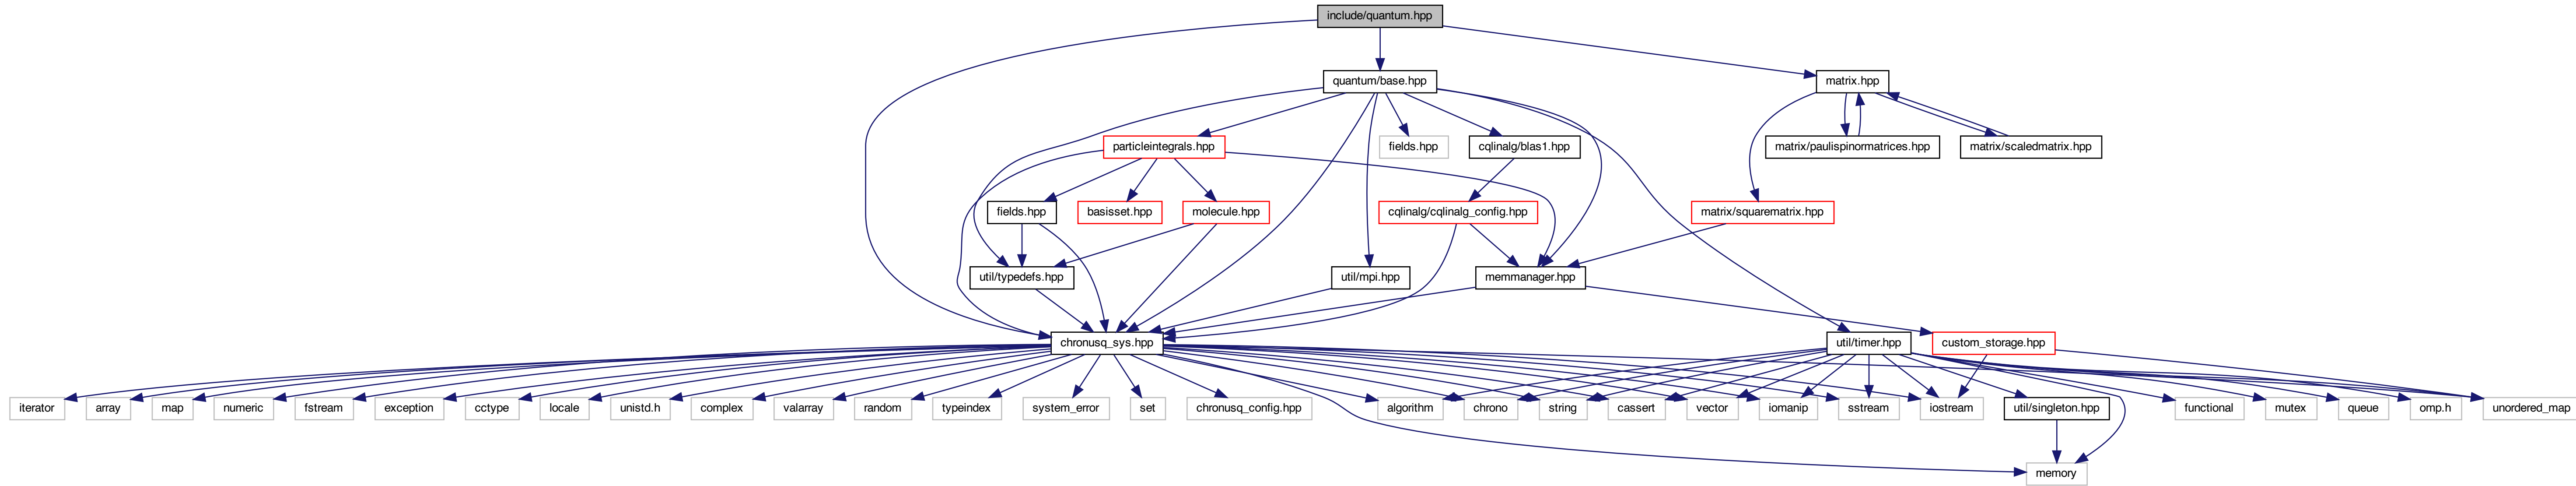 include/quantum.hpp
quantum/base.hpp
matrix.hpp
particleintegrals.hpp
fields.hpp
cqlinalg/blas1.hpp
matrix/paulispinormatrices.hpp
matrix/scaledmatrix.hpp
fields.hpp
basisset.hpp
molecule.hpp
cqlinalg/cqlinalg_config.hpp
matrix/squarematrix.hpp
util/typedefs.hpp
util/mpi.hpp
memmanager.hpp
chronusq_sys.hpp
util/timer.hpp
custom_storage.hpp
iterator
array
map
numeric
fstream
exception
cctype
locale
unistd.h
complex
valarray
random
typeindex
system_error
set
chronusq_config.hpp
algorithm
chrono
string
cassert
vector
iomanip
sstream
iostream
util/singleton.hpp
functional
mutex
queue
omp.h
unordered_map
memory